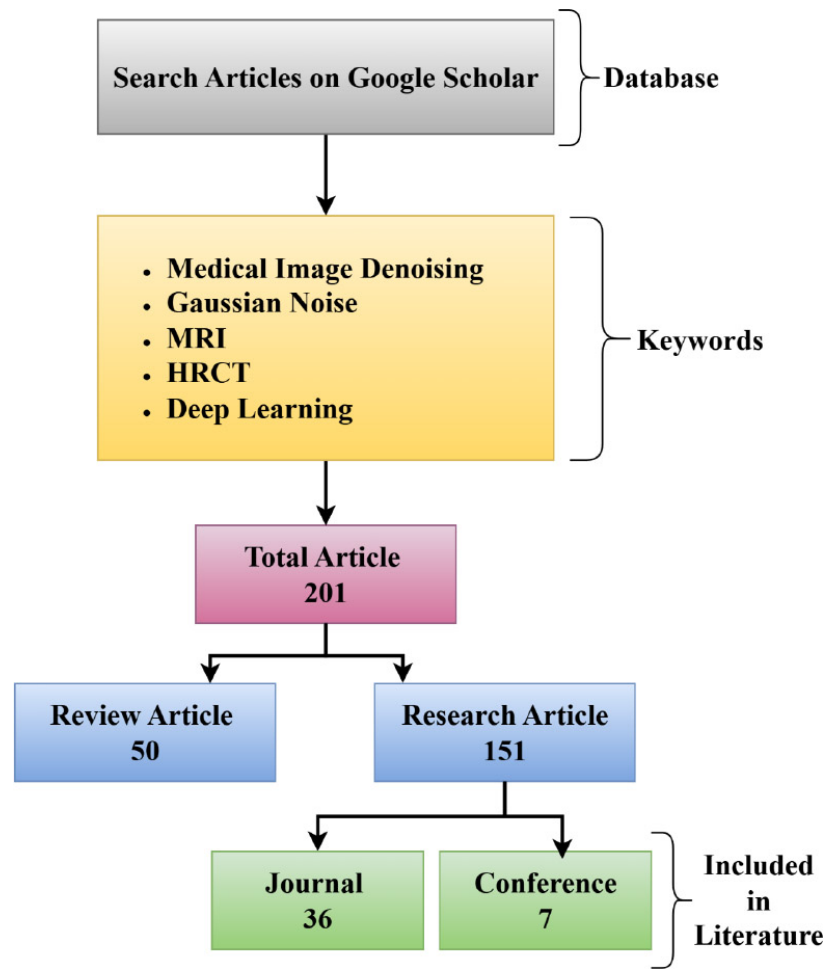 Search Articles on Google Scholar
Database
• Medical Image Denoising
• Gaussian Noise
• MRI
• HRCT
• Deep Learning
Keywords
Total Article
201
Review Article
50
Research Article
151
Journal
36
Conference
7
Included
in
Literature